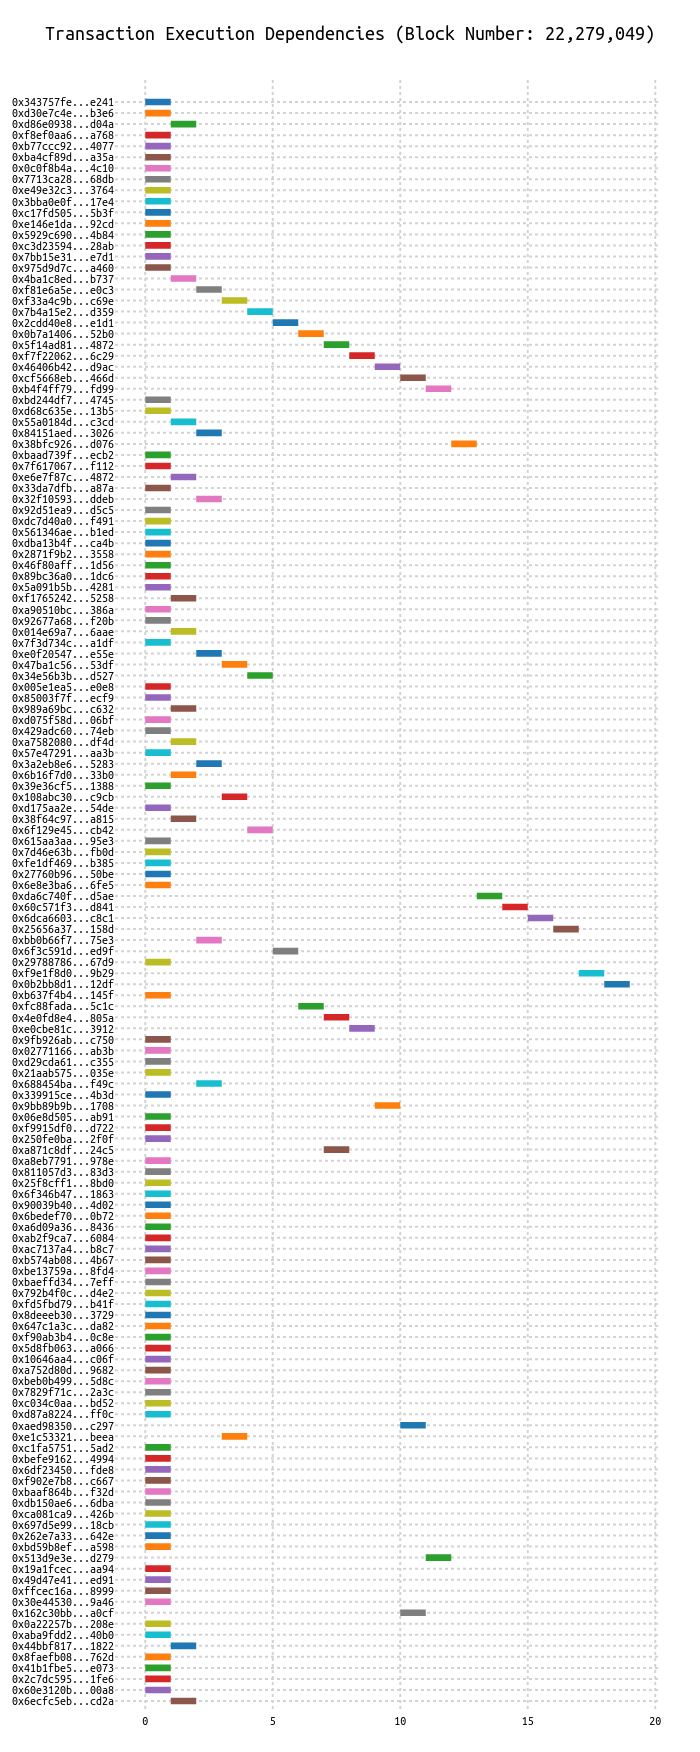 Transaction Execution Dependencies (Block Number: 22,279,049)
0x343757fe...e241
0xd30e7c4e...b3e6
0xd86e0938...d04a
0xf8ef0aa6...a768
0xb77ccc92...4077
0xba4cf89d...a35a
0x0c0f8b4a...4c10
0x7713ca28...68db
0xe49e32c3...3764
0x3bba0e0f...17e4
0xc17fd505...5b3f
0xe146e1da...92cd
0x5929c690...4b84
0xc3d23594...28ab
0x7bb15e31...e7d1
0x975d9d7c...a460
0x4ba1c8ed...b737
0xf81e6a5e...e0c3
0xf33a4c9b...c69e
0x7b4a15e2...d359
0x2cdd40e8...e1d1
0x0b7a1406...52b0
0x5f14ad81...4872
0xf7f22062...6c29
0x46406b42...d9ac
0xcf5668eb...466d
0xb4f4ff79...fd99
0xbd244df7...4745
0xd68c635e...13b5
0x55a0184d...c3cd
0x84151aed...3026
0x38bfc926...d076
0xbaad739f...ecb2
0x7f617067...f112
0xe6e7f87c...4872
0x33da7dfb...a87a
0x32f10593...ddeb
0x92d51ea9...d5c5
0xdc7d40a0...f491
0x561346ae...b1ed
0xdba13b4f...ca4b
0x2871f9b2...3558
0x46f80aff...1d56
0x89bc36a0...1dc6
0x5a091b5b...4281
0xf1765242...5258
0xa90510bc...386a
0x92677a68...f20b
0x014e69a7...6aae
0x7f3d734c...a1df
0xe0f20547...e55e
0x47ba1c56...53df
0x34e56b3b...d527
0x005e1ea5...e0e8
0x85003f7f...ecf9
0x989a69bc...c632
0xd075f58d...06bf
0x429adc60...74eb
0xa7582080...df4d
0x57e47291...aa3b
0x3a2eb8e6...5283
0x6b16f7d0...33b0
0x39e36cf5...1388
0x108abc30...c9cb
0xd175aa2e...54de
0x38f64c97...a815
0x6f129e45...cb42
0x615aa3aa...95e3
0x7d46e63b...fb0d
0xfe1df469...b385
0x27760b96...50be
0x6e8e3ba6...6fe5
0xda6c740f...d5ae
0x60c571f3...d841
0x6dca6603...c8c1
0x25656a37...158d
0xbb0b66f7...75e3
0x6f3c591d...ed9f
0x29788786...67d9
0xf9e1f8d0...9b29
0x0b2bb8d1...12df
0xb637f4b4...145f
0xfc88fada...5c1c
0x4e0fd8e4...805a
0xe0cbe81c...3912
0x9fb926ab...c750
0x02771166...ab3b
0xd29cda61...c355
0x21aab575...035e
0x688454ba...f49c
0x339915ce...4b3d
0x9bb89b9b...1708
0x06e8d505...ab91
0xf9915df0...d722
0x250fe0ba...2f0f
0xa871c8df...24c5
0xa8eb7791...978e
0x811057d3...83d3
0x25f8cff1...8bd0
0x6f346b47...1863
0x90039b40...4d02
0x6bedef70...0b72
0xa6d09a36...8436
0xab2f9ca7...6084
0xac7137a4...b8c7
0xb574ab08...4b67
0xbe13759a...8fd4
0xbaeffd34...7eff
0x792b4f0c...d4e2
0xfd5fbd79...b41f
0x8deeeb30...3729
0x647c1a3c...da82
0xf90ab3b4...0c8e
0x5d8fb063...a066
0x10646aa4...c06f
0xa752d80d...9682
0xbeb0b499...5d8c
0x7829f71c...2a3c
0xc034c0aa...bd52
0xd87a8224...ff0c
0xaed98350...c297
0xe1c53321...beea
0xc1fa5751...5ad2
0xbefe9162...4994
0x6df23450...fde8
0xf902e7b8...c667
0xbaaf864b...f32d
0xdb150ae6...6dba
0xca081ca9...426b
0x697d5e99...18cb
0x262e7a33...642e
0xbd59b8ef...a598
0x513d9e3e...d279
0x19a1fcec...aa94
0x49d47e41...ed91
0xffcec16a...8999
0x30e44530...9a46
0x162c30bb...a0cf
0x0a22257b...208e
0xaba9fdd2...40b0
0x44bbf817...1822
0x8faefb08...762d
0x41b1fbe5...e073
0x2c7dc595...1fe6
0x60e3120b...00a8
0x6ecfc5eb...cd2a
0 5 10 15 20